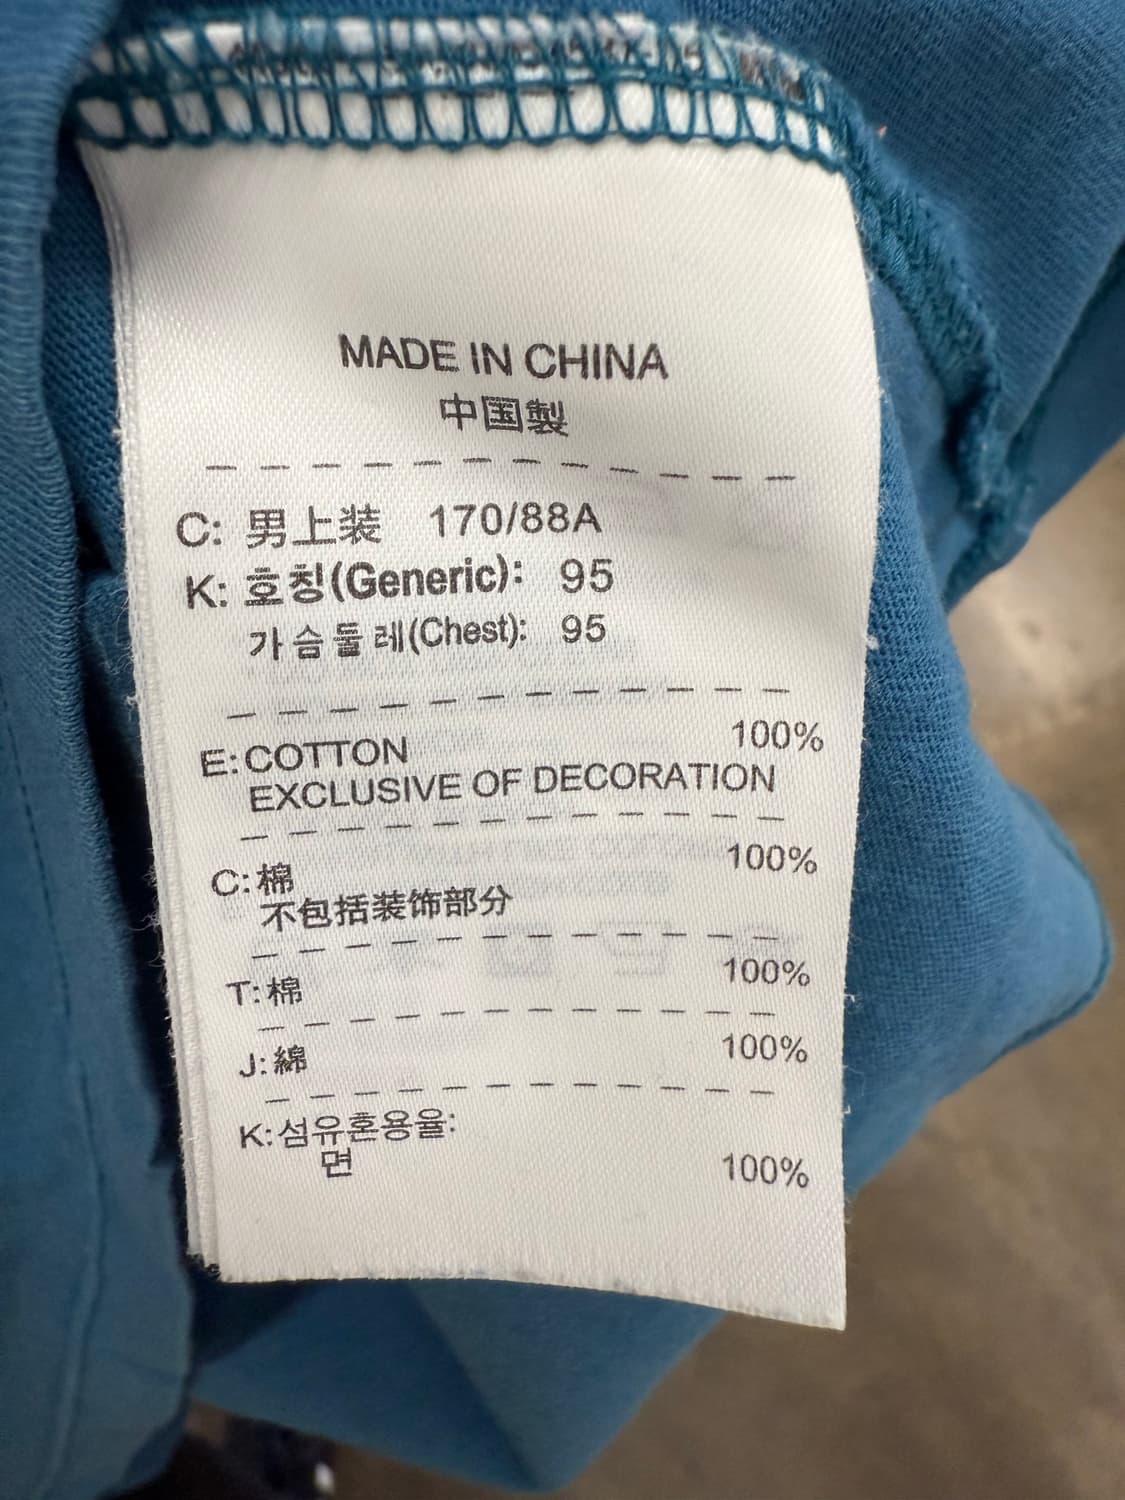 MADE IN CHINA
中国製
C: 男上装 170/88A
K: 호칭(Generic): 95
가슴둘레(Chest): 95
E: COTTON 100%
EXCLUSIVE OF DECORATION
C: 棉 100%
不包括装饰部分
T: 棉 100%
J: 綿 100%
K: 섬유혼용율:
면 100%